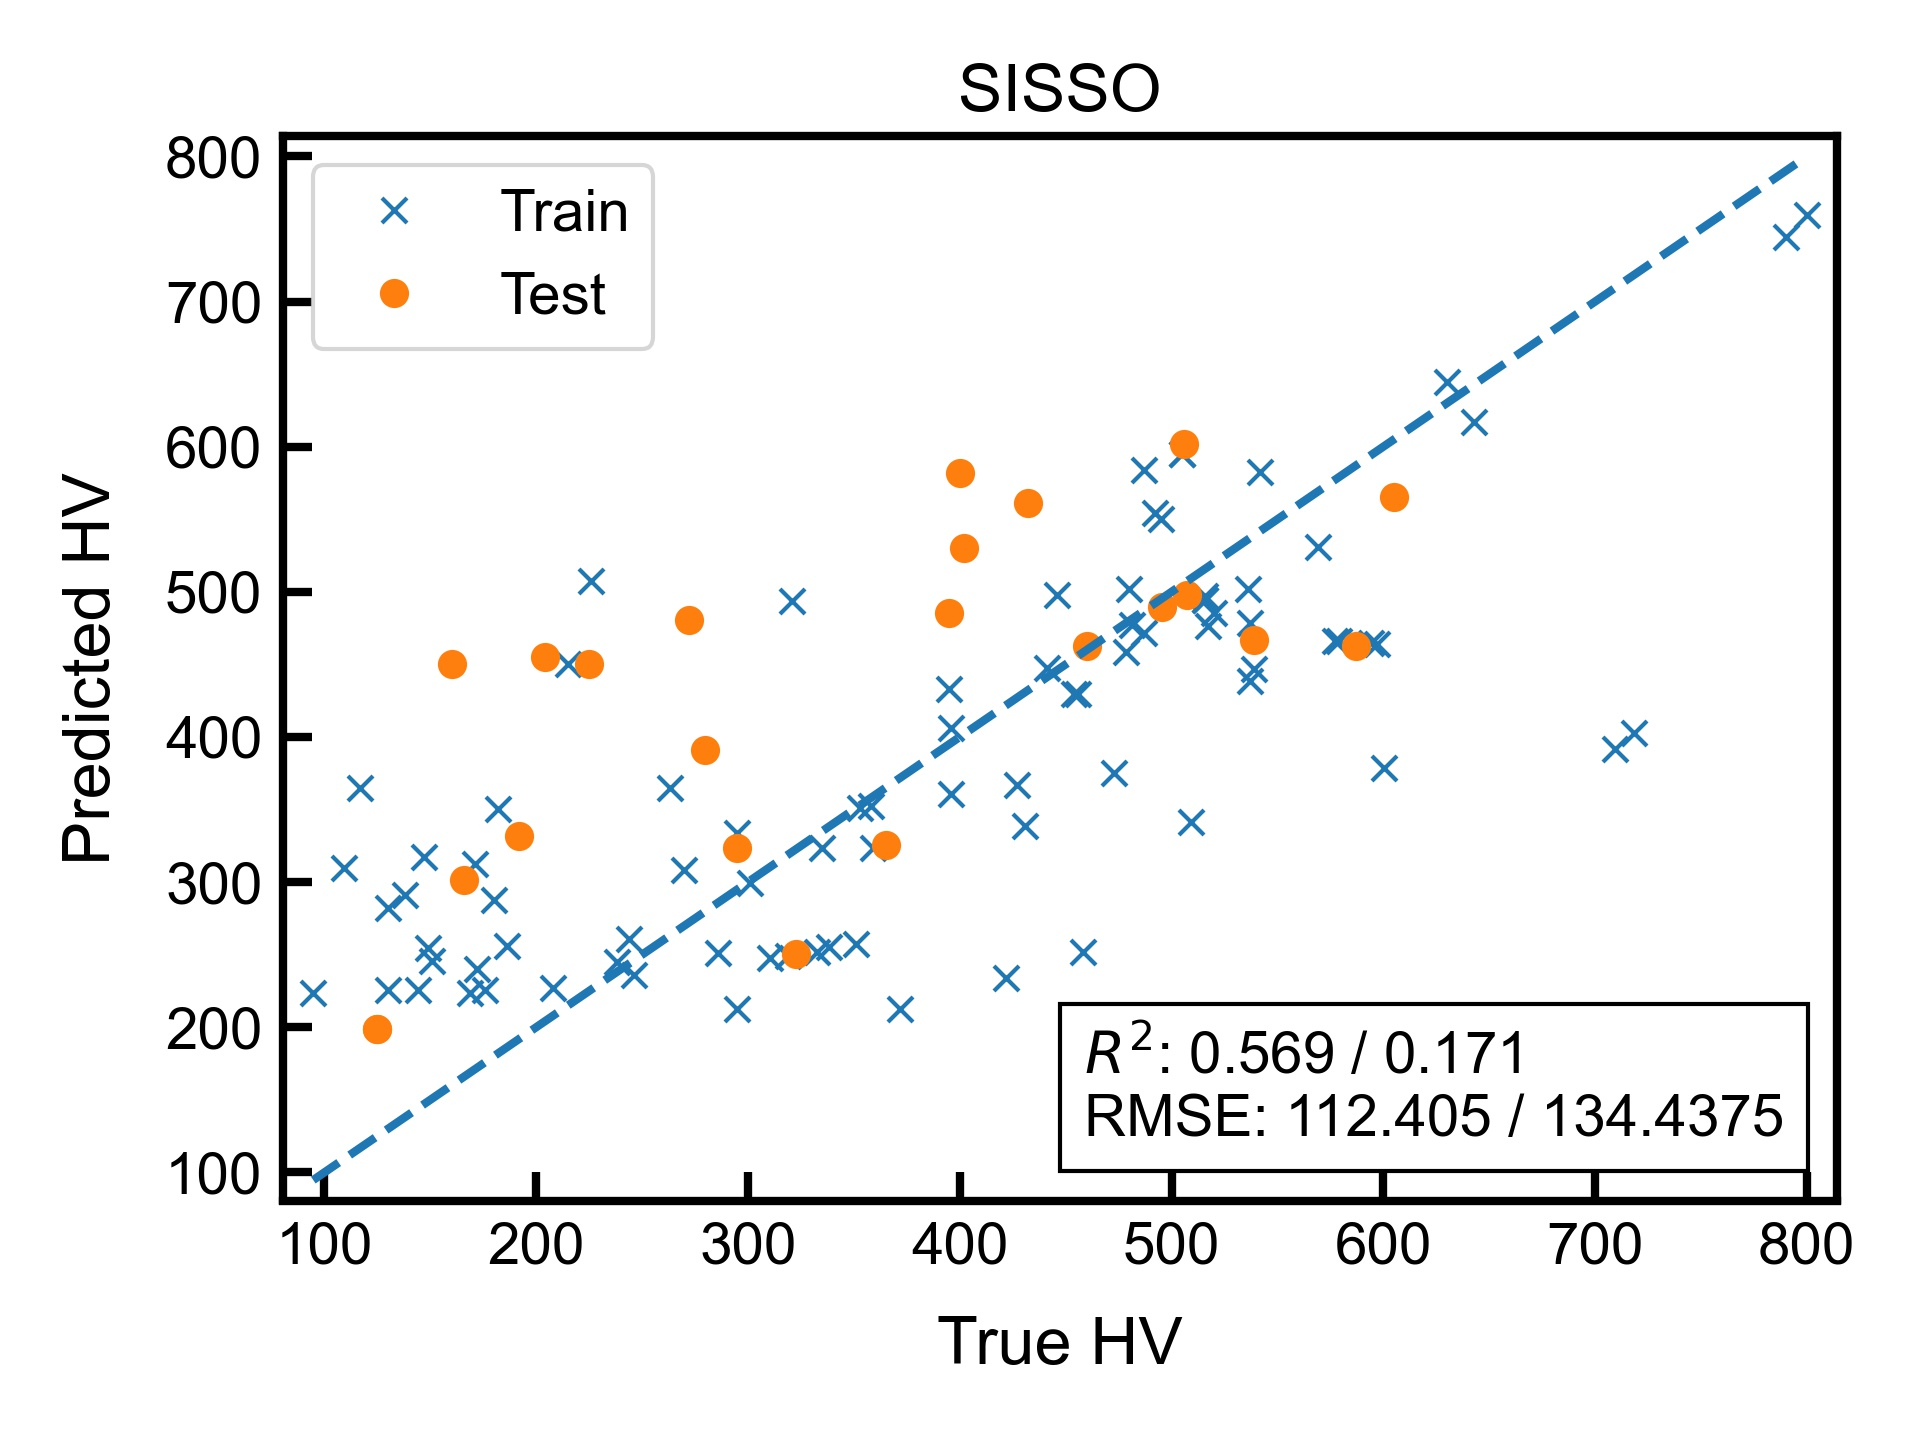 SISSO
800
700
600
500
400
300
200
100
Predicted HV
Train
Test
R²: 0.569 / 0.171
RMSE: 112.405 / 134.4375
100 200 300 400 500 600 700 800
True HV